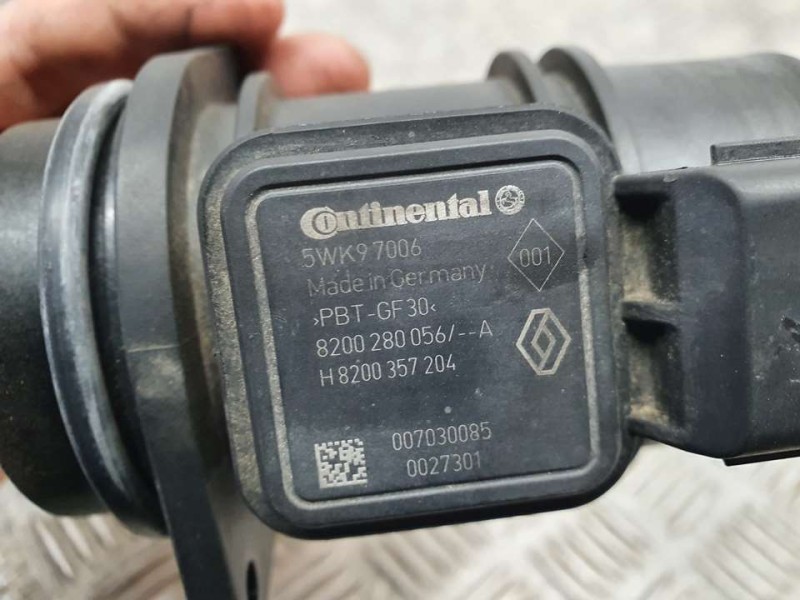 Continental
5WK9 7006
001
Made in Germany
›PBT-GF30‹
8200 280 056/--A
H 8200 357 204
007030085
0027301